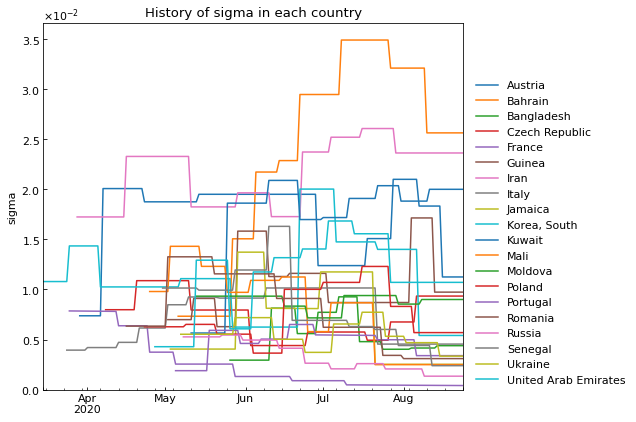 History of sigma in each country
×10⁻²
3.5
3.0
2.5
2.0
1.5
1.0
0.5
0.0
sigma
Apr
2020
May
Jun
Jul
Aug
Austria
Bahrain
Bangladesh
Czech Republic
France
Guinea
Iran
Italy
Jamaica
Korea, South
Kuwait
Mali
Moldova
Poland
Portugal
Romania
Russia
Senegal
Ukraine
United Arab Emirates